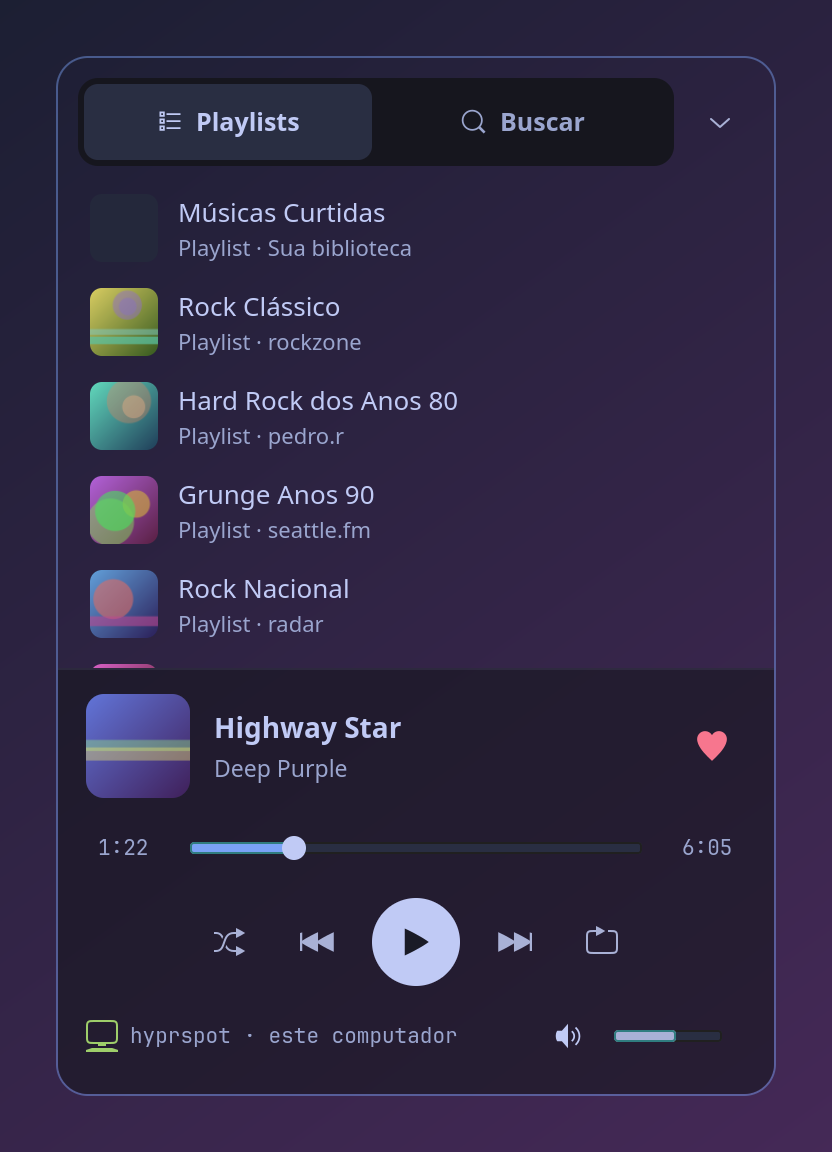 Playlists
Buscar
Músicas Curtidas
Playlist · Sua biblioteca
Rock Clássico
Playlist · rockzone
Hard Rock dos Anos 80
Playlist · pedro.r
Grunge Anos 90
Playlist · seattle.fm
Rock Nacional
Playlist · radar
Highway Star
Deep Purple
1:22
6:05
hyprspot · este computador